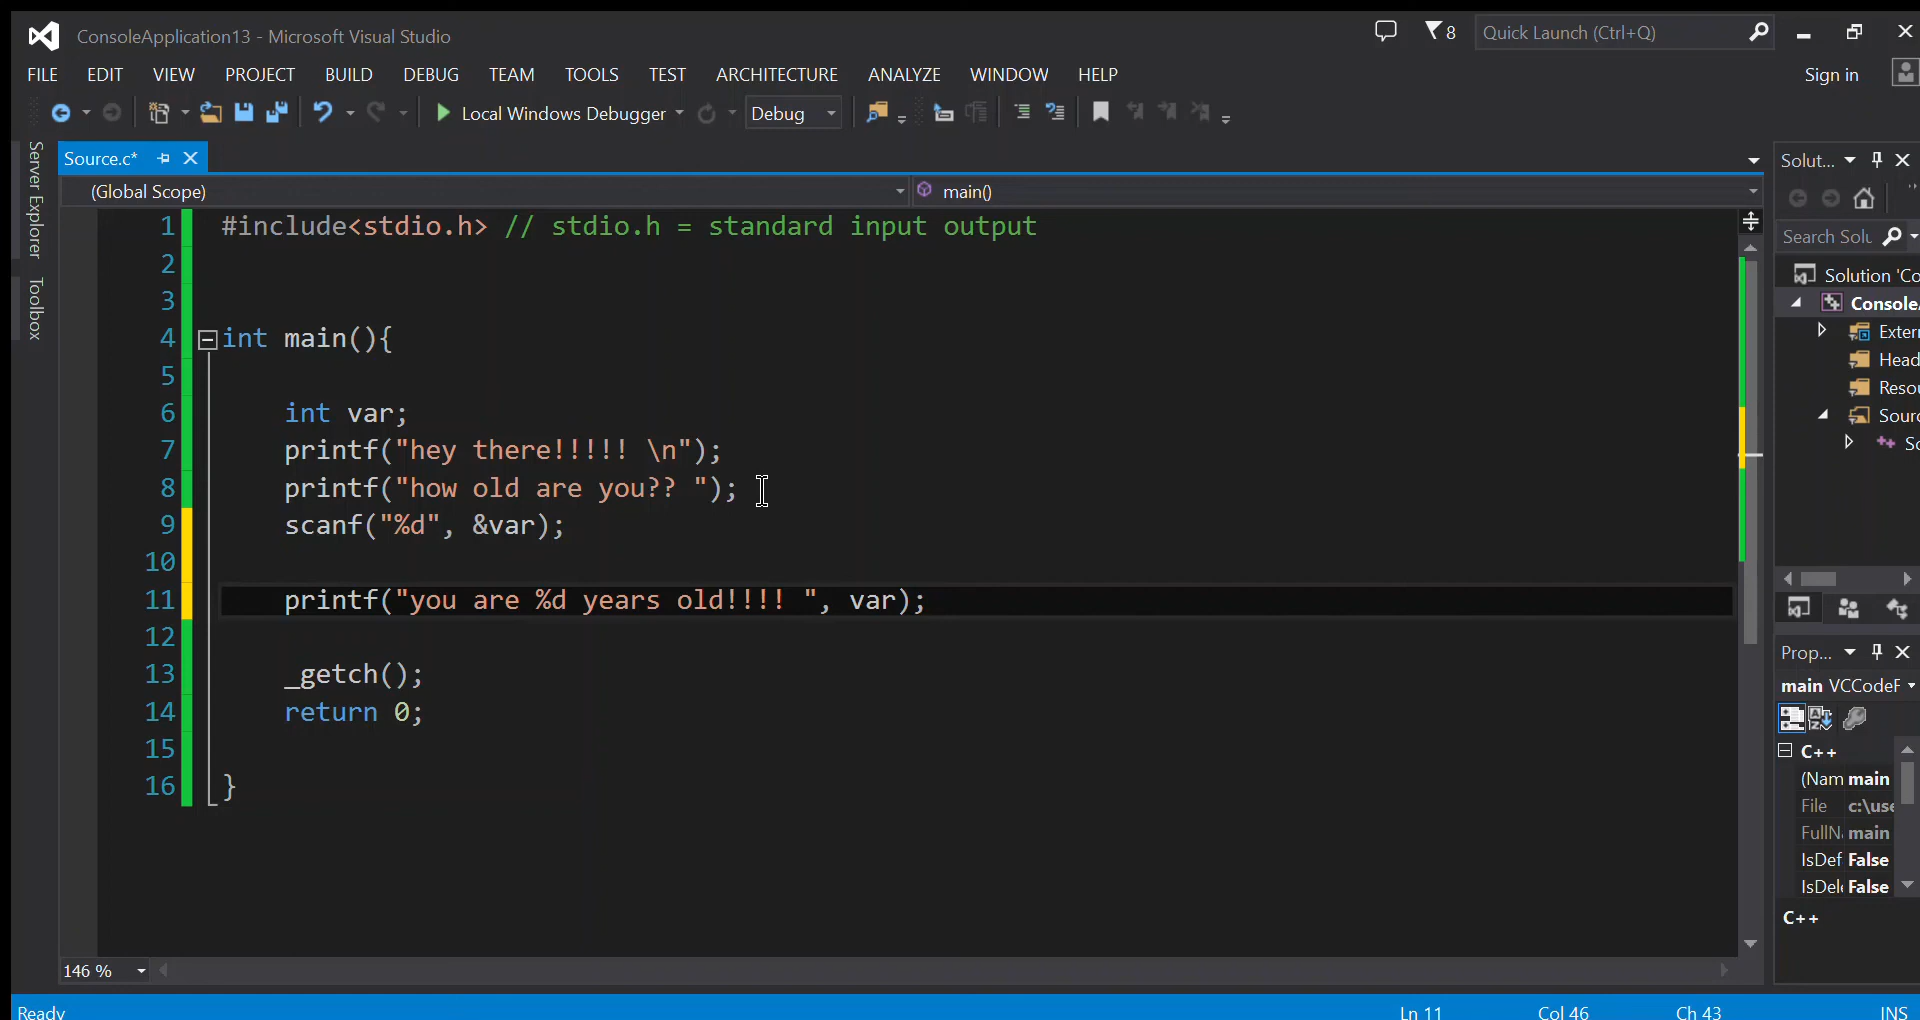 ConsoleApplication13 - Microsoft Visual Studio
8
Quick Launch (Ctrl+Q)
FILE EDIT VIEW PROJECT BUILD DEBUG TEAM TOOLS TEST ARCHITECTURE ANALYZE WINDOW HELP
Sign in
Local Windows Debugger
Debug
Server Explorer
Toolbox
Source.c*
(Global Scope)
main()
1 #include<stdio.h> // stdio.h = standard input output
2
3
4 int main(){
5
6 int var;
7 printf("hey there!!!!! \n");
8 printf("how old are you?? ");
9 scanf("%d", &var);
10
11 printf("you are %d years old!!!! ", var);
12
13 _getch();
14 return 0;
15
16 }
146 %
Solut...
Search Solu
Solution 'Co
Console
Exter
Head
Resou
Sourc
Sc
Prop...
main VCCodeF
C++
(Nam main
File c:\use
FullN main
IsDef False
IsDele False
C++
Ready
Ln 11
Col 46
Ch 43
INS